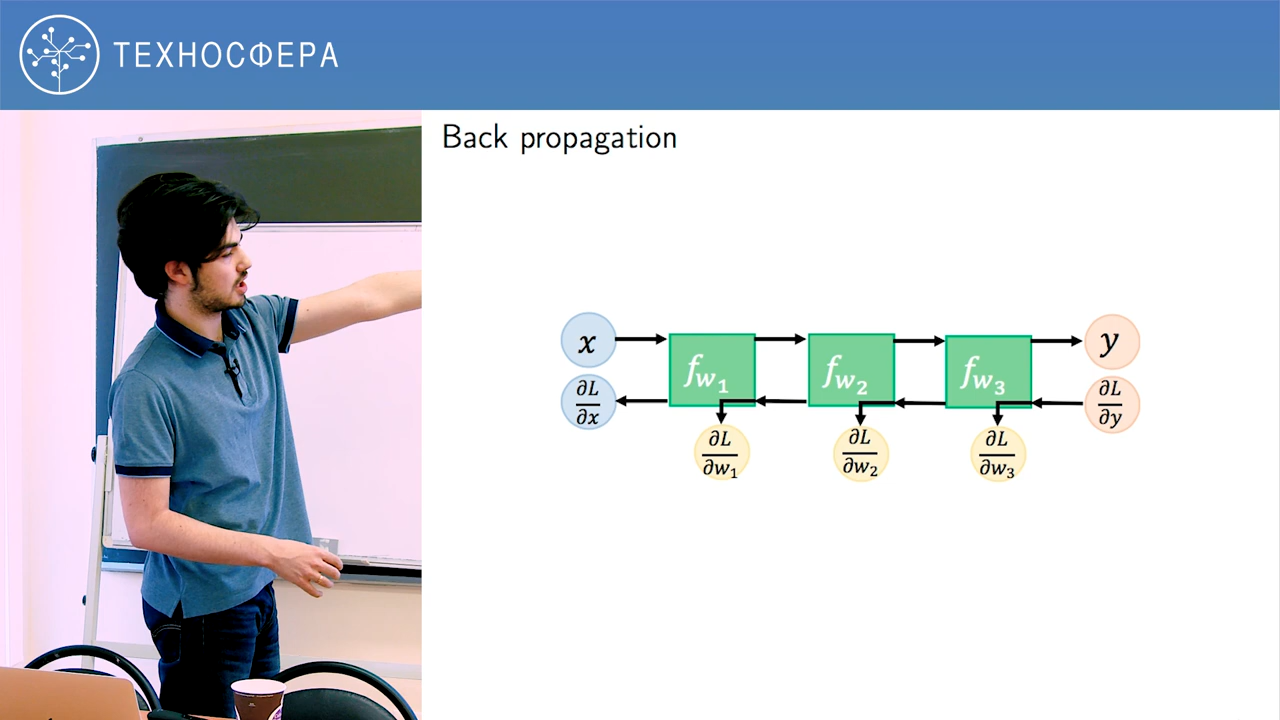 ТЕХНОСФЕРА
Back propagation
x f_{w_1} f_{w_2} f_{w_3} y
∂L/∂x ∂L/∂y
∂L/∂w_1 ∂L/∂w_2 ∂L/∂w_3